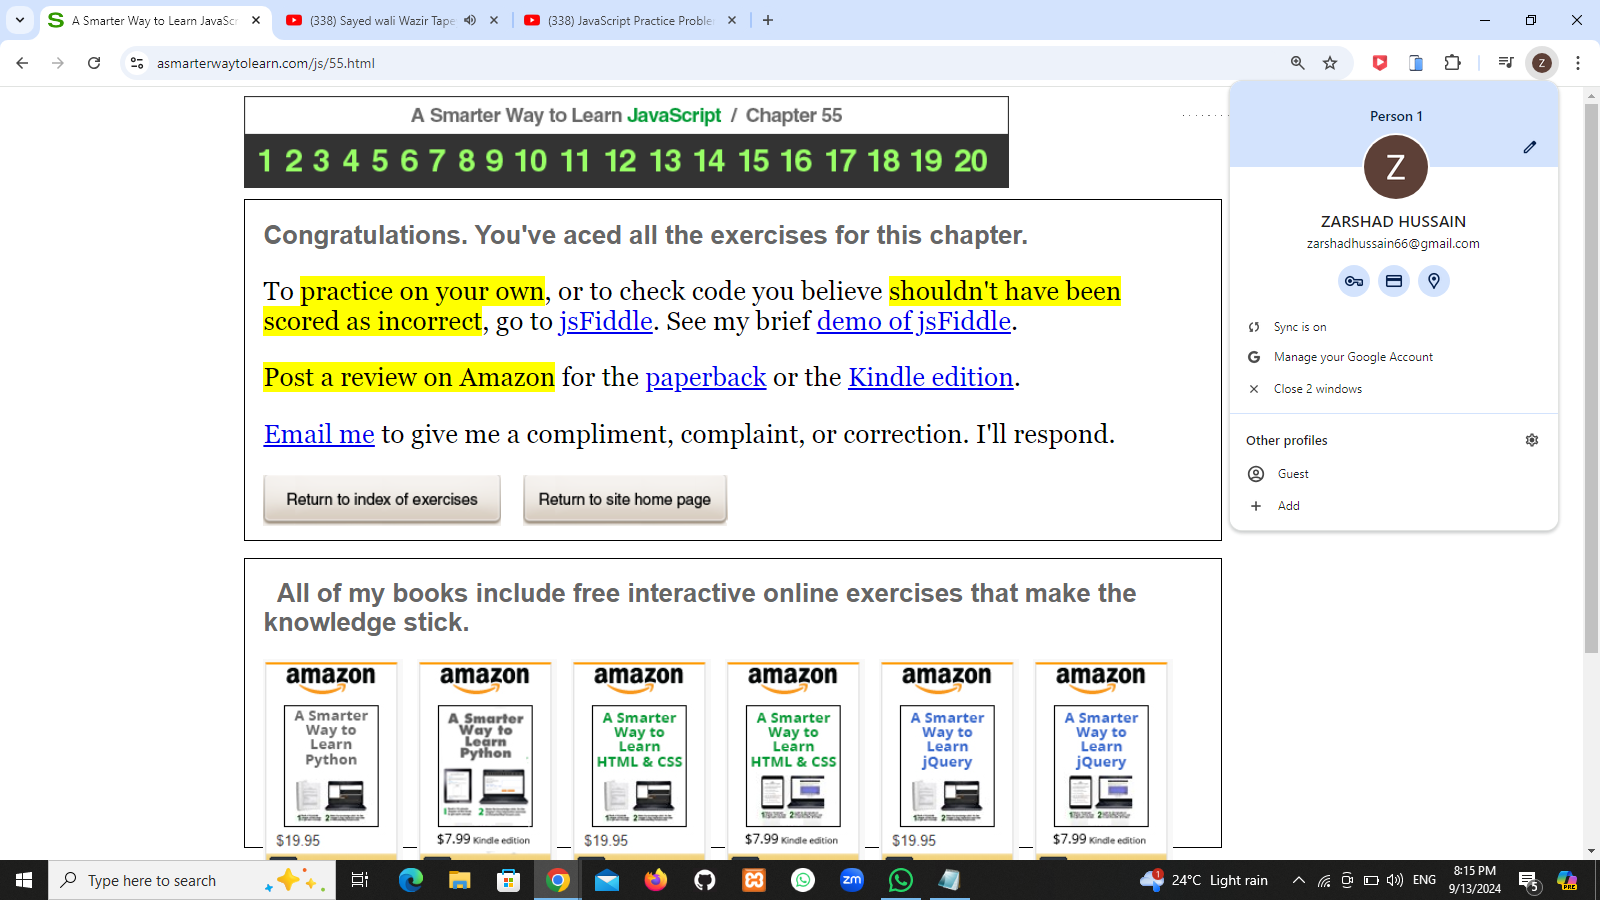 A Smarter Way to Learn JavaScr
(338) Sayed wali Wazir Tape
(338) JavaScript Practice Proble
asmarterwaytolearn.com/js/55.html
Z
A Smarter Way to Learn JavaScript / Chapter 55
1 2 3 4 5 6 7 8 9 10 11 12 13 14 15 16 17 18 19 20
Congratulations. You've aced all the exercises for this chapter.
To practice on your own, or to check code you believe shouldn't have been
scored as incorrect, go to jsFiddle. See my brief demo of jsFiddle.
Post a review on Amazon for the paperback or the Kindle edition.
Email me to give me a compliment, complaint, or correction. I'll respond.
Return to index of exercises
Return to site home page
Person 1
Z
ZARSHAD HUSSAIN
zarshadhussain66@gmail.com
Sync is on
Manage your Google Account
Close 2 windows
Other profiles
Guest
Add
All of my books include free interactive online exercises that make the
knowledge stick.
amazon
A Smarter
Way to
Learn
Python
$19.95
amazon
A Smarter
Way to
Learn
Python
$7.99 Kindle edition
amazon
A Smarter
Way to
Learn
HTML & CSS
$19.95
amazon
A Smarter
Way to
Learn
HTML & CSS
$7.99 Kindle edition
amazon
A Smarter
Way to
Learn
jQuery
$19.95
amazon
A Smarter
Way to
Learn
jQuery
$7.99 Kindle edition
Type here to search
zm
1
24°C Light rain
ENG
8:15 PM
9/13/2024
5
PRE